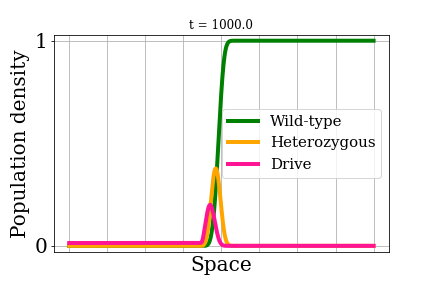 t = 1000.0
1
Population density
Wild-type
Heterozygous
Drive
0
Space